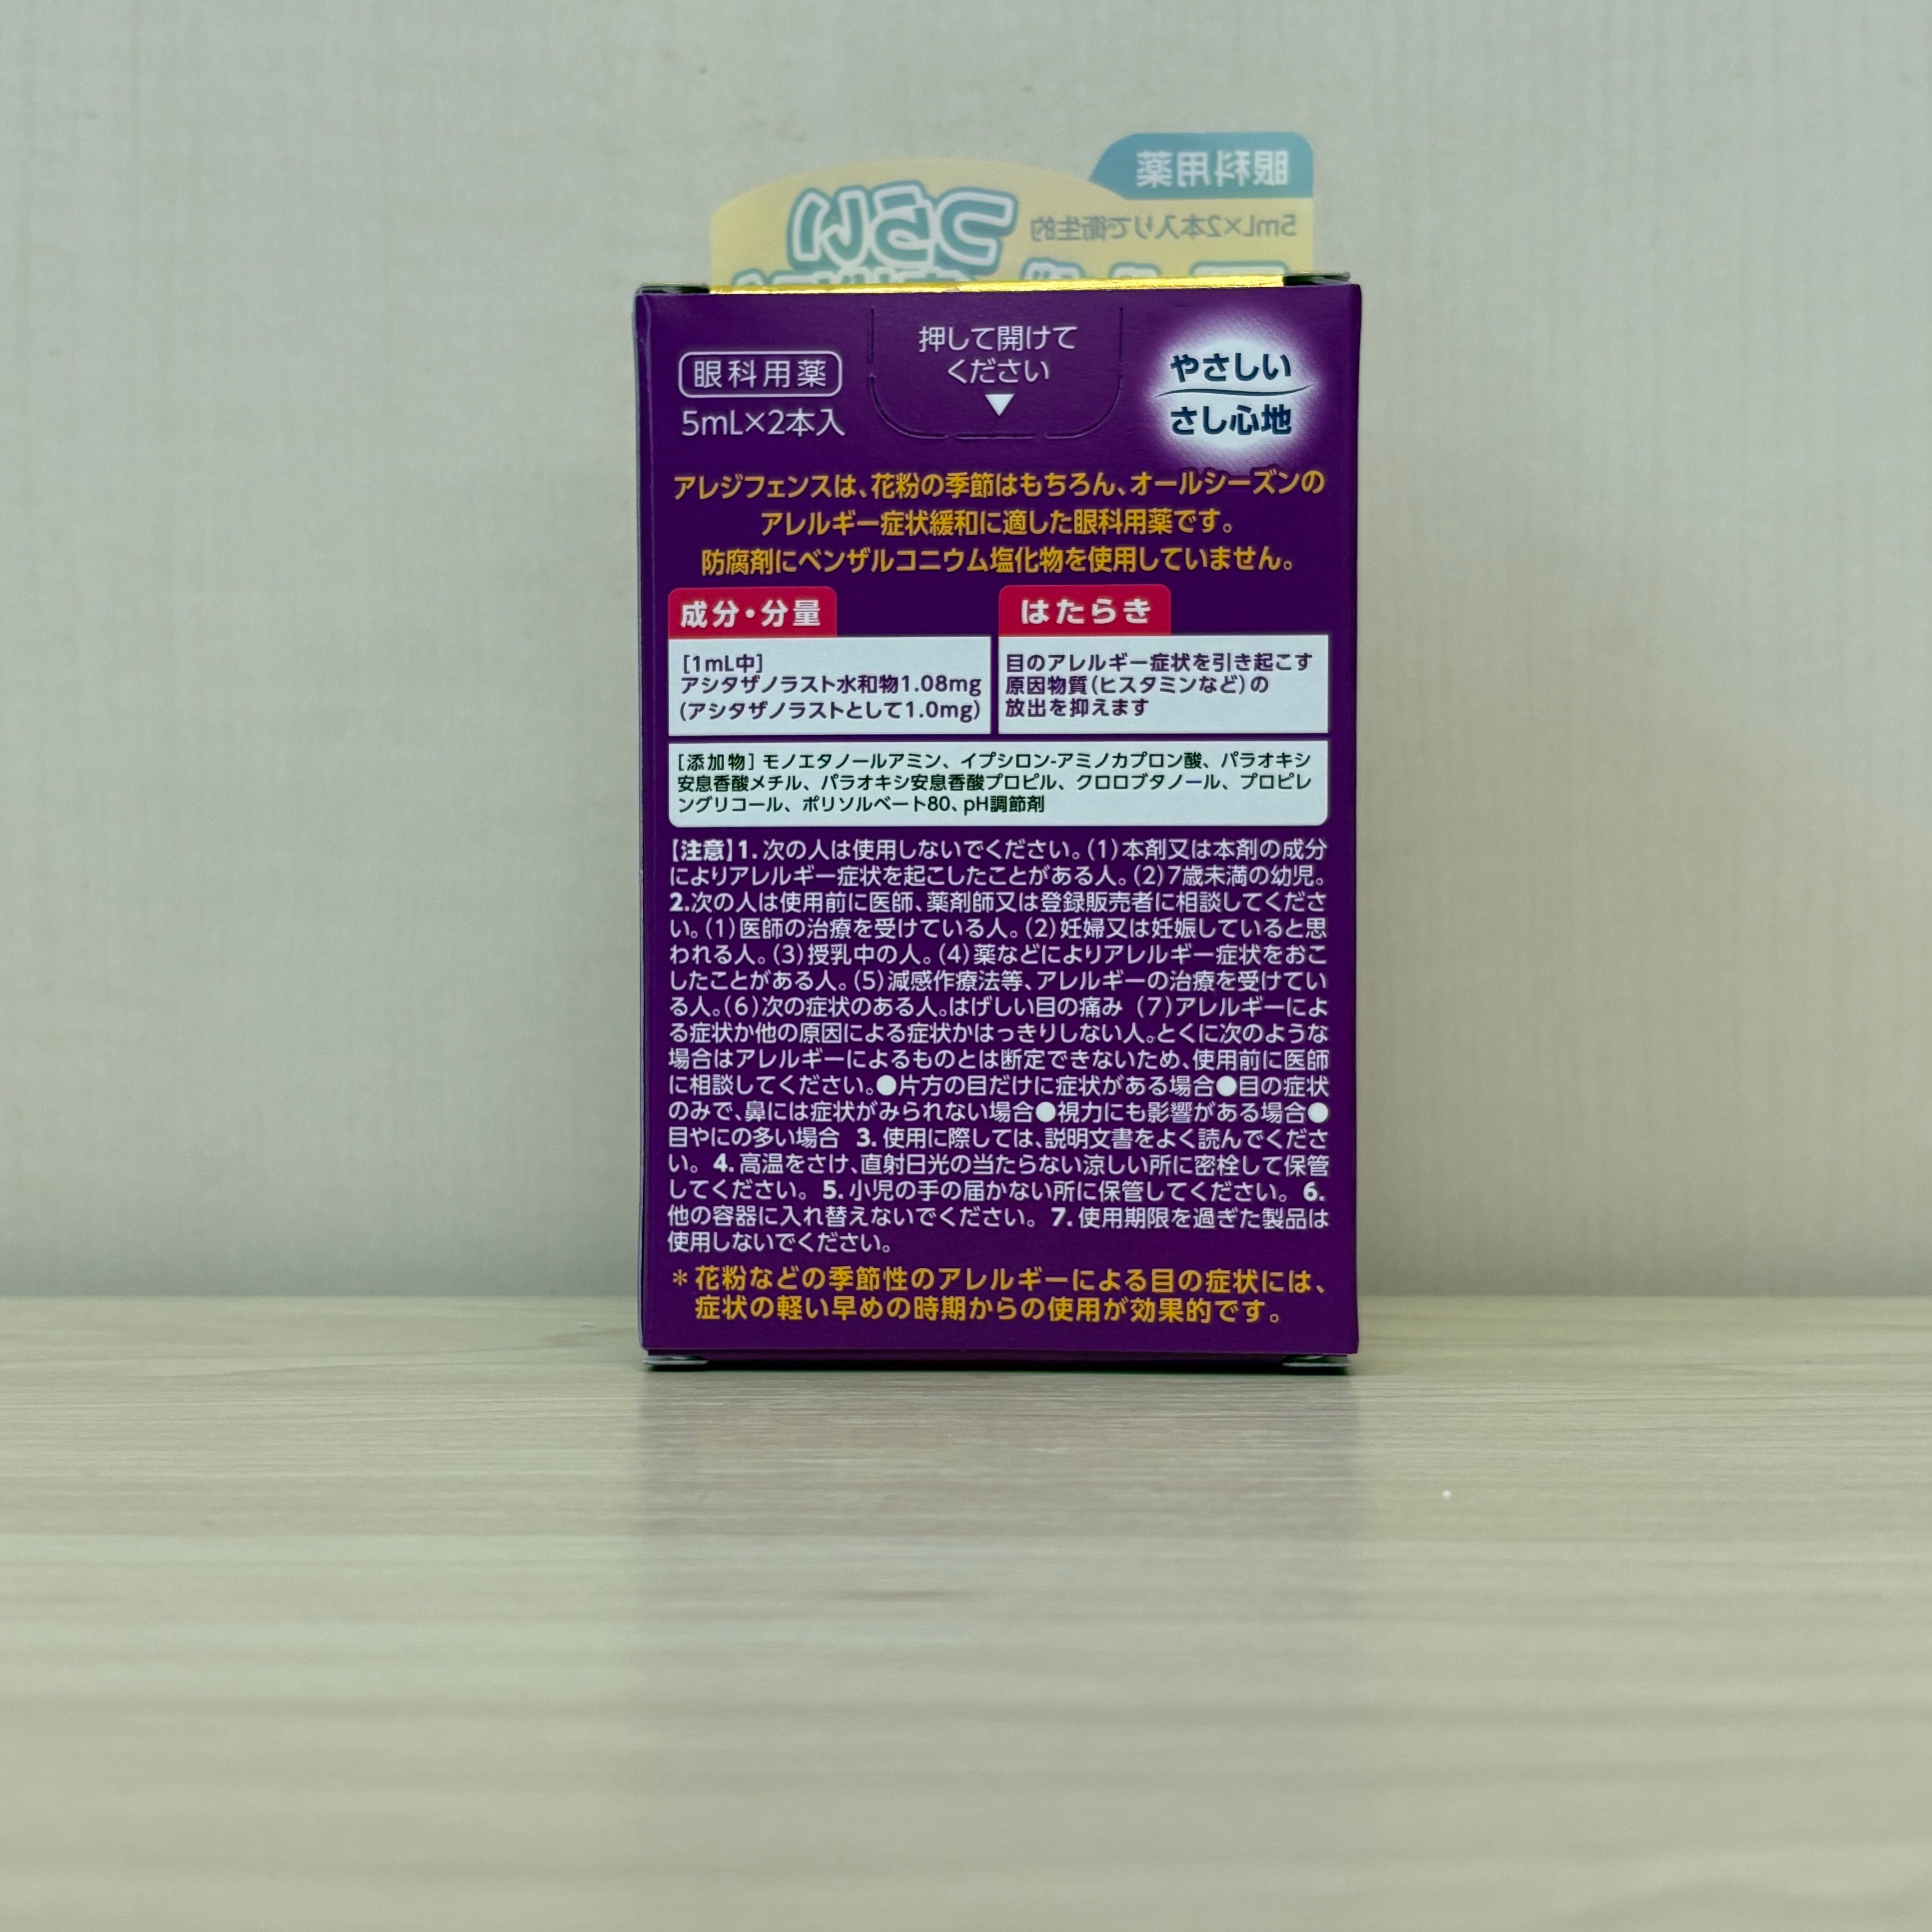 眼科用薬
5mL×2本入りで衛生的
つらい
押して開けて
ください
眼科用薬
5mL×2本入
やさしい
さし心地
アレジフェンスは、花粉の季節はもちろん、オールシーズンの
アレルギー症状緩和に適した眼科用薬です。
防腐剤にベンザルコニウム塩化物を使用していません。
成分・分量
[1mL中]
アシタザノラスト水和物1.08mg
(アシタザノラストとして1.0mg)
はたらき
目のアレルギー症状を引き起こす
原因物質(ヒスタミンなど)の
放出を抑えます
[添加物]モノエタノールアミン、イプシロン-アミノカプロン酸、パラオキシ
安息香酸メチル、パラオキシ安息香酸プロピル、クロロブタノール、プロピレ
ングリコール、ポリソルベート80、pH調節剤
【注意】1.次の人は使用しないでください。(1)本剤又は本剤の成分
によりアレルギー症状を起こしたことがある人。(2)7歳未満の幼児。
2.次の人は使用前に医師、薬剤師又は登録販売者に相談してくださ
い。(1)医師の治療を受けている人。(2)妊婦又は妊娠していると思
われる人。(3)授乳中の人。(4)薬などによりアレルギー症状をおこ
したことがある人。(5)減感作療法等、アレルギーの治療を受けてい
る人。(6)次の症状のある人。はげしい目の痛み (7)アレルギーによ
る症状か他の原因による症状かはっきりしない人。とくに次のような
場合はアレルギーによるものとは断定できないため、使用前に医師
に相談してください。●片方の目だけに症状がある場合●目の症状
のみで、鼻には症状がみられない場合●視力にも影響がある場合●
目やにの多い場合 3.使用に際しては、説明文書をよく読んでくださ
い。 4.高温をさけ、直射日光の当たらない涼しい所に密栓して保管
してください。 5.小児の手の届かない所に保管してください。 6.
他の容器に入れ替えないでください。 7.使用期限を過ぎた製品は
使用しないでください。
＊花粉などの季節性のアレルギーによる目の症状には、
症状の軽い早めの時期からの使用が効果的です。